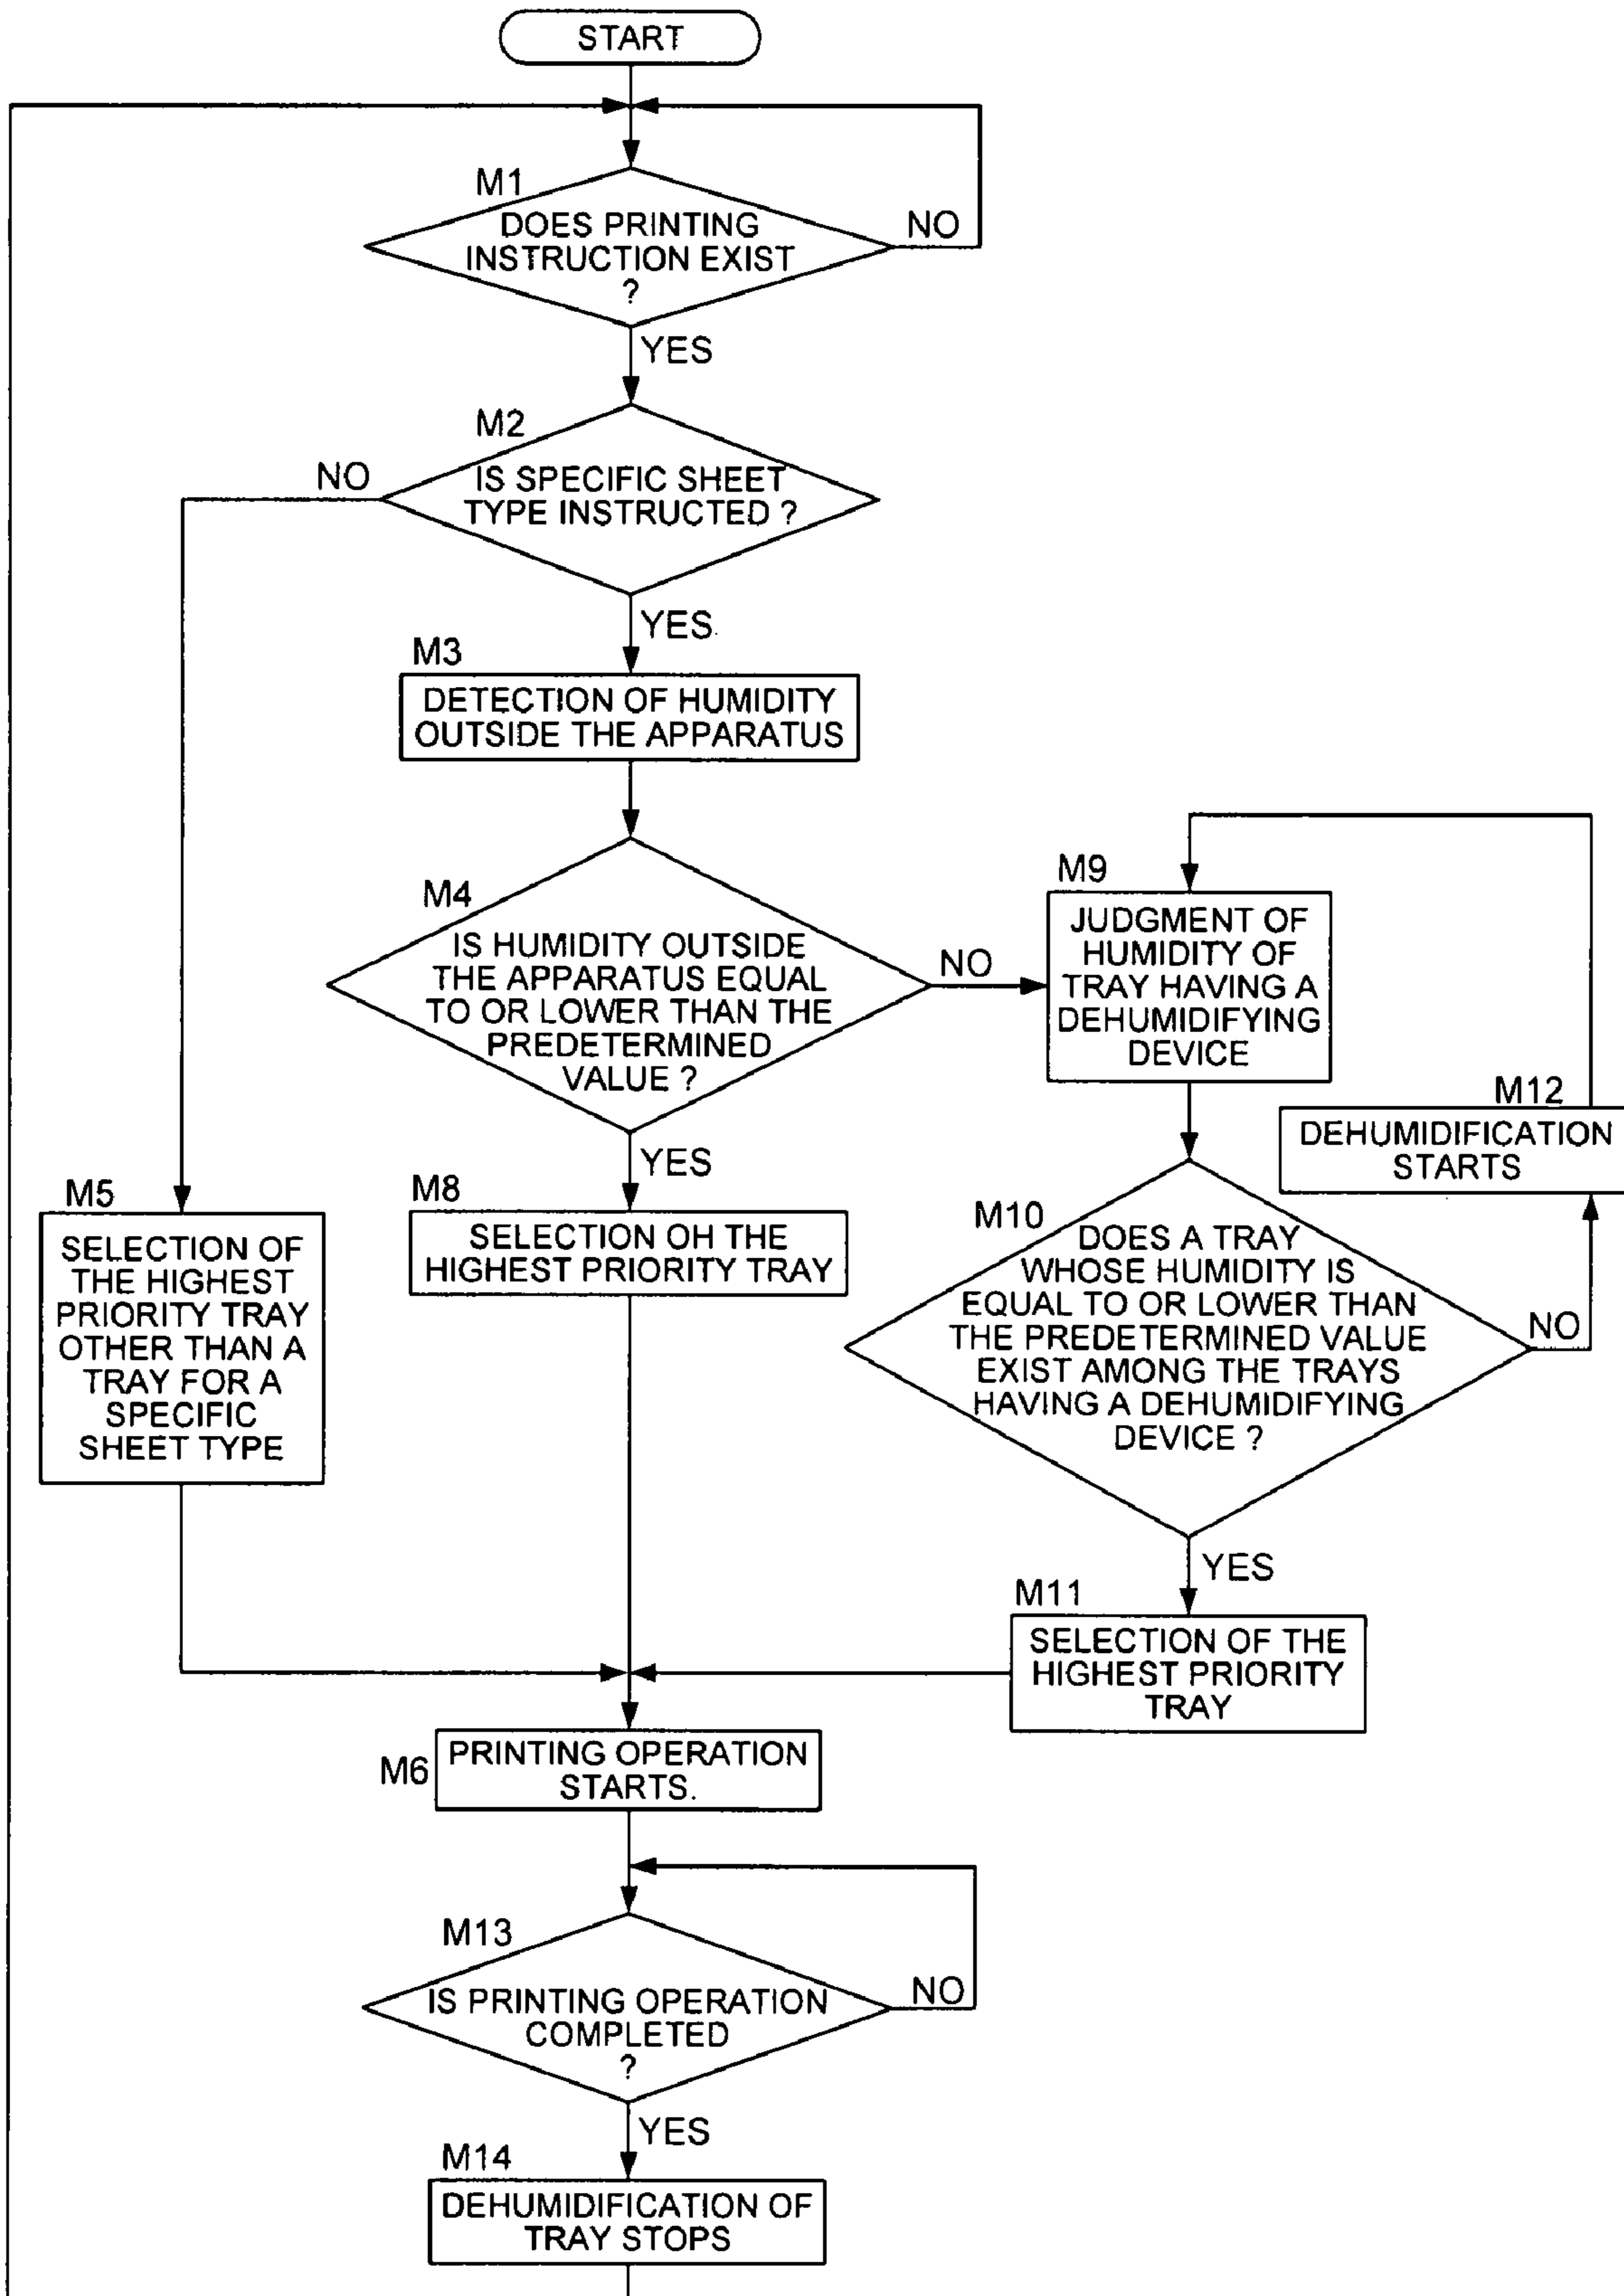 START
M1
DOES PRINTING
INSTRUCTION EXIST
?
NO
YES
M2
IS SPECIFIC SHEET
TYPE INSTRUCTED ?
NO
YES
M3
DETECTION OF HUMIDITY
OUTSIDE THE APPARATUS
M4
IS HUMIDITY OUTSIDE
THE APPARATUS EQUAL
TO OR LOWER THAN THE
PREDETERMINED
VALUE ?
NO
YES
M9
JUDGMENT OF
HUMIDITY OF
TRAY HAVING A
DEHUMIDIFYING
DEVICE
M12
DEHUMIDIFICATION
STARTS
M5
SELECTION OF
THE HIGHEST
PRIORITY TRAY
OTHER THAN A
TRAY FOR A
SPECIFIC
SHEET TYPE
M8
SELECTION OH THE
HIGHEST PRIORITY TRAY
M10
DOES A TRAY
WHOSE HUMIDITY IS
EQUAL TO OR LOWER THAN
THE PREDETERMINED VALUE
EXIST AMONG THE TRAYS
HAVING A DEHUMIDIFYING
DEVICE ?
NO
YES
M11
SELECTION OF THE
HIGHEST PRIORITY
TRAY
M6
PRINTING OPERATION
STARTS.
M13
IS PRINTING OPERATION
COMPLETED
?
NO
YES
M14
DEHUMIDIFICATION OF
TRAY STOPS